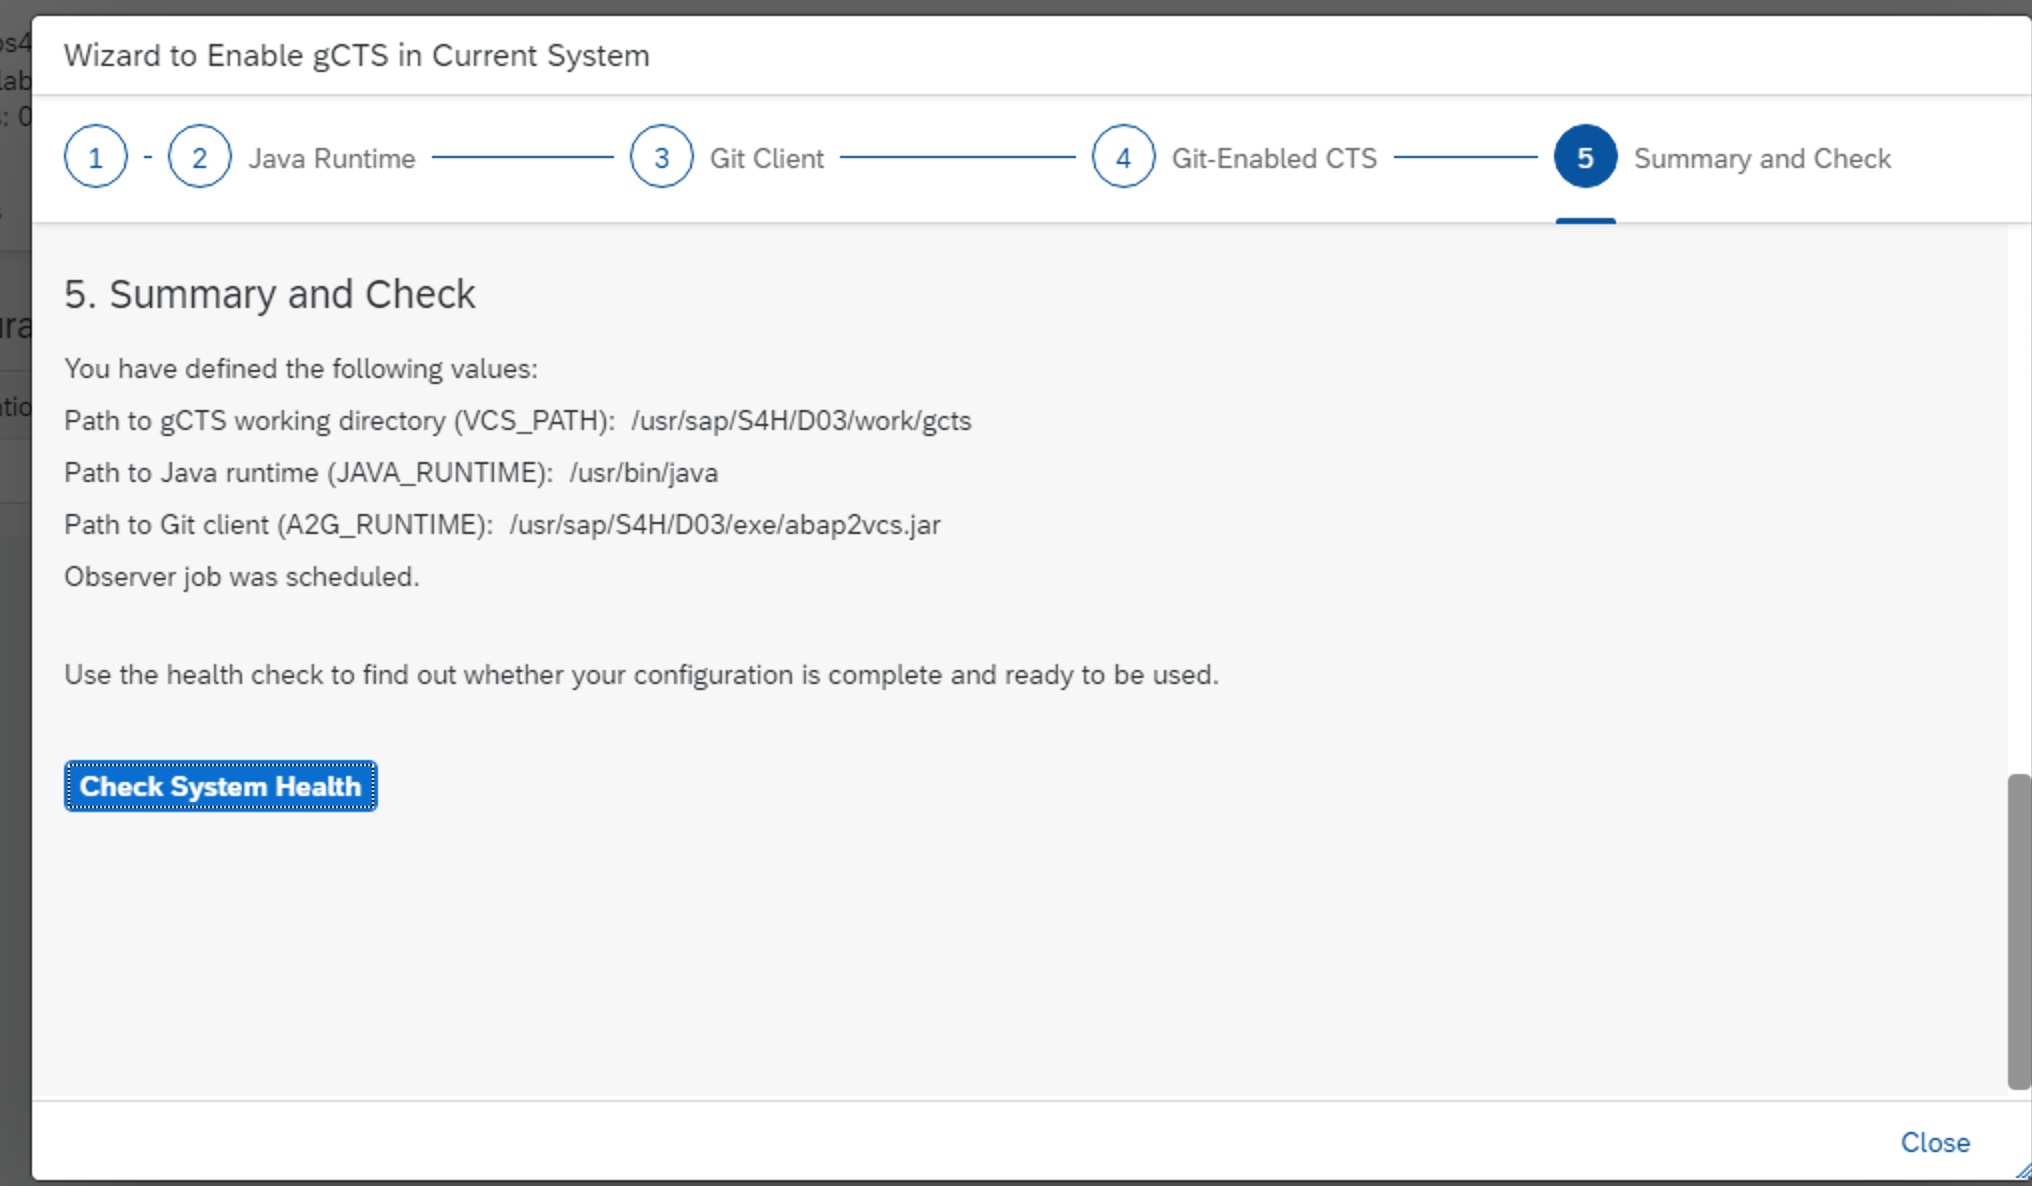 Wizard to Enable gCTS in Current System
1 - 2 Java Runtime 3 Git Client 4 Git-Enabled CTS 5 Summary and Check
5. Summary and Check
You have defined the following values:
Path to gCTS working directory (VCS_PATH): /usr/sap/S4H/D03/work/gcts
Path to Java runtime (JAVA_RUNTIME): /usr/bin/java
Path to Git client (A2G_RUNTIME): /usr/sap/S4H/D03/exe/abap2vcs.jar
Observer job was scheduled.
Use the health check to find out whether your configuration is complete and ready to be used.
Check System Health
Close